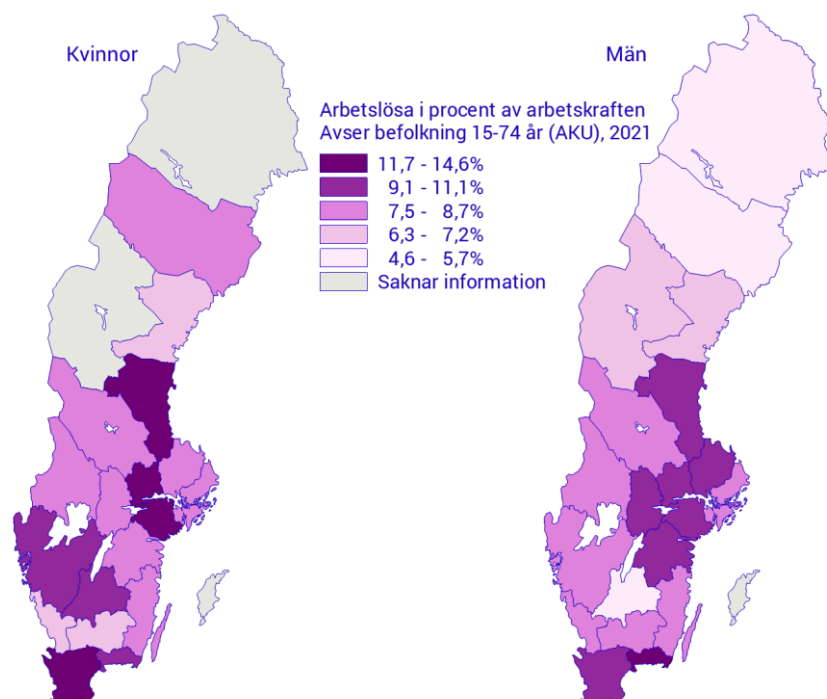 Kvinnor
Män
Arbetslösa i procent av arbetskraften
Avser befolkning 15-74 år (AKU), 2021
11,7 - 14,6%
9,1 - 11,1%
7,5 - 8,7%
6,3 - 7,2%
4,6 - 5,7%
Saknar information